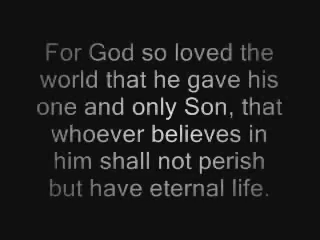 For God so loved the
world that he gave his
one and only Son, that
whoever believes in
him shall not perish
but have eternal life.